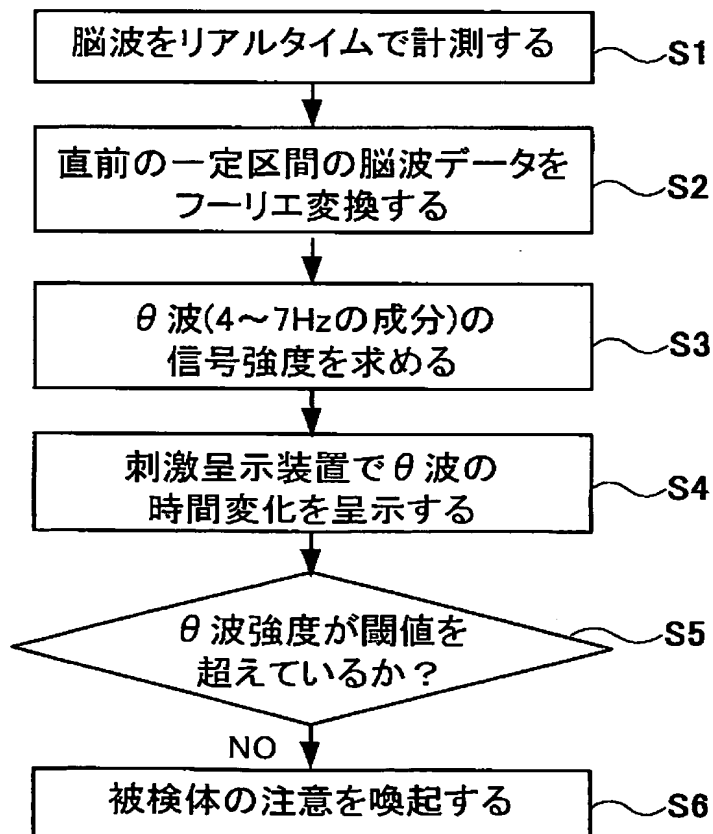 脳波をリアルタイムで計測する
S1
直前の一定区間の脳波データを
フーリエ変換する
S2
θ波(4～7Hzの成分)の
信号強度を求める
S3
刺激呈示装置でθ波の
時間変化を呈示する
S4
θ波強度が閾値を
超えているか？
S5
NO
被検体の注意を喚起する
S6